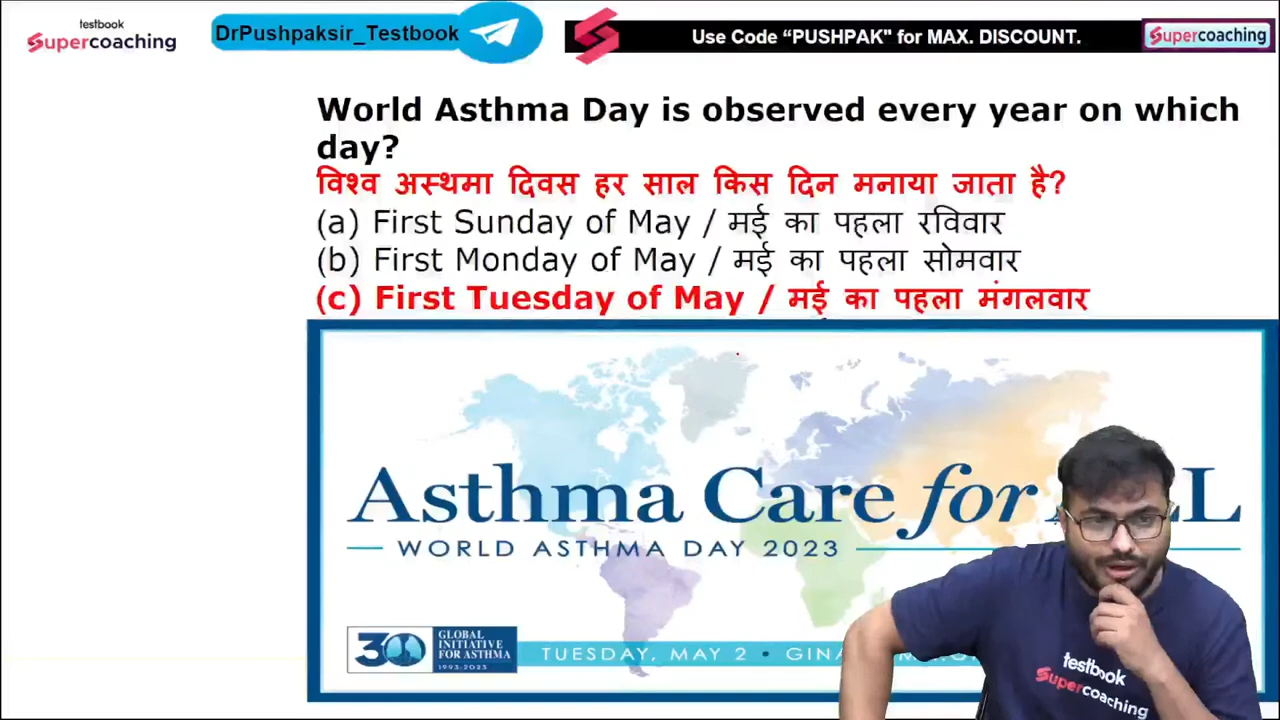 testbook
Supercoaching
DrPushpaksir_Testbook
Use Code “PUSHPAK" for MAX. DISCOUNT.
Supercoaching
World Asthma Day is observed every year on which
day?
विश्व अस्थमा दिवस हर साल किस दिन मनाया जाता है?
(a) First Sunday of May / मई का पहला रविवार
(b) First Monday of May / मई का पहला सोमवार
(c) First Tuesday of May / मई का पहला मंगलवार
Asthma Care for
WORLD ASTHMA DAY 2023
30
GLOBAL
INITIATIVE
FOR ASTHMA
1993-2023
TUESDAY, MAY 2 •
testbook
Supercoaching